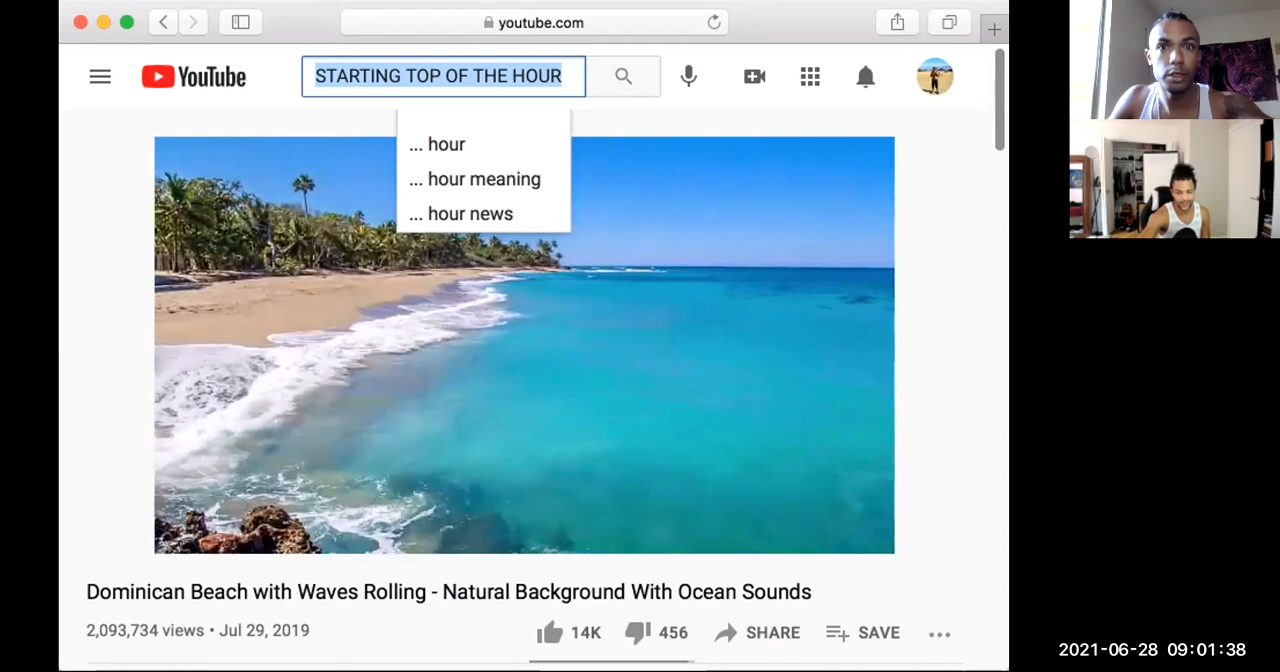 youtube.com
YouTube
STARTING TOP OF THE HOUR
... hour
... hour meaning
... hour news
Dominican Beach with Waves Rolling - Natural Background With Ocean Sounds
2,093,734 views • Jul 29, 2019
14K
456
SHARE
SAVE
2021-06-28 09:01:38